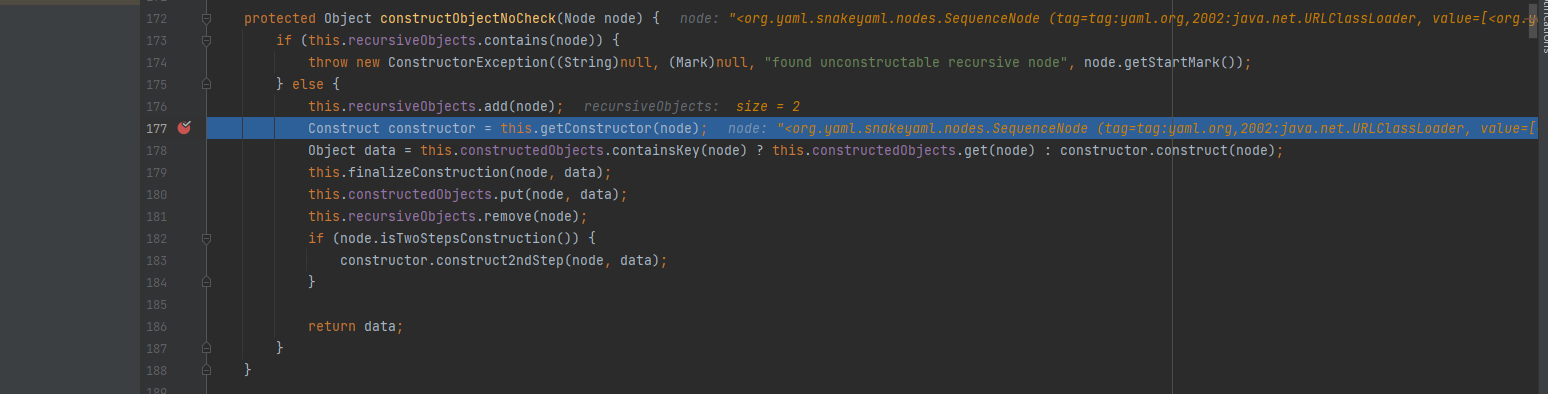 172 protected Object constructObjectNoCheck(Node node) { node: "<org.yaml.snakeyaml.nodes.SequenceNode (tag=tag:yaml.org,2002:java.net.URLClassLoader, value=[<org.y
173 if (this.recursiveObjects.contains(node)) {
174 throw new ConstructorException((String)null, (Mark)null, "found unconstructable recursive node", node.getStartMark());
175 } else {
176 this.recursiveObjects.add(node); recursiveObjects: size = 2
177 Construct constructor = this.getConstructor(node); node: "<org.yaml.snakeyaml.nodes.SequenceNode (tag=tag:yaml.org,2002:java.net.URLClassLoader, value=[
178 Object data = this.constructedObjects.containsKey(node) ? this.constructedObjects.get(node) : constructor.construct(node);
179 this.finalizeConstruction(node, data);
180 this.constructedObjects.put(node, data);
181 this.recursiveObjects.remove(node);
182 if (node.isTwoStepsConstruction()) {
183 constructor.construct2ndStep(node, data);
184 }
185
186 return data;
187 }
188 }
189